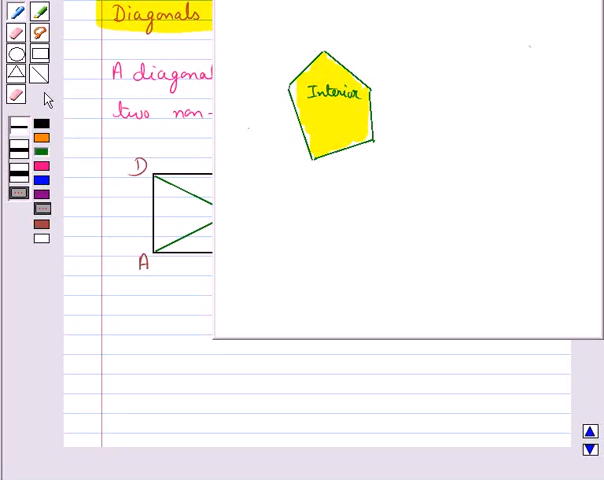 Diagonals
A diagonal
two non-
Interior
D
A